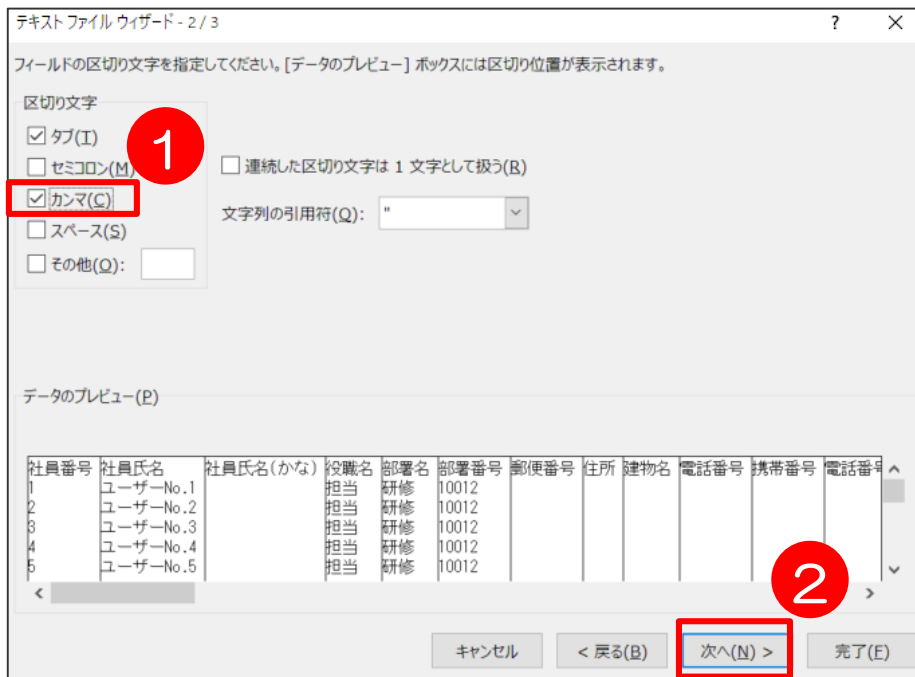 テキスト ファイル ウィザード - 2 / 3 ? ×
フィールドの区切り文字を指定してください。[データのプレビュー] ボックスには区切り位置が表示されます。
区切り文字
タブ(T)
1
セミコロン(M)
連続した区切り文字は 1 文字として扱う(R)
カンマ(C)
文字列の引用符(Q): "
スペース(S)
その他(O):
データのプレビュー(P)
社員番号 社員氏名 社員氏名(かな) 役職名 部署名 部署番号 郵便番号 住所 建物名 電話番号 携帯番号 電話番号
1 ユーザーNo.1 担当 研修 10012
2 ユーザーNo.2 担当 研修 10012
3 ユーザーNo.3 担当 研修 10012
4 ユーザーNo.4 担当 研修 10012
5 ユーザーNo.5 担当 研修 10012
2
キャンセル < 戻る(B) 次へ(N) > 完了(F)